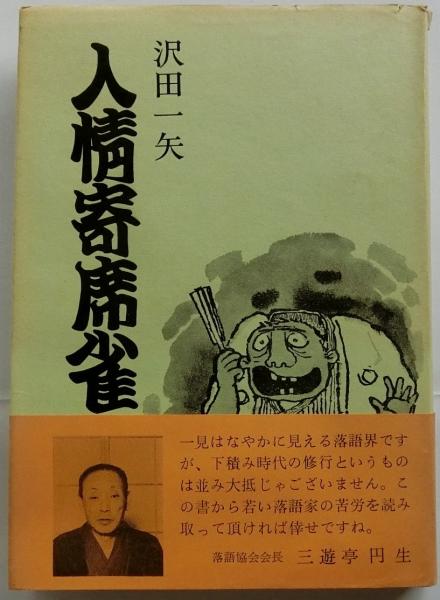 沢田一矢
人情寄席雀
一見はなやかに見える落語界です
が、下積み時代の修行というもの
は並み大抵じゃございません。こ
の書から若い落語家の苦労を読み
取って頂ければ倖せですね。
落語協会会長 三遊亭円生